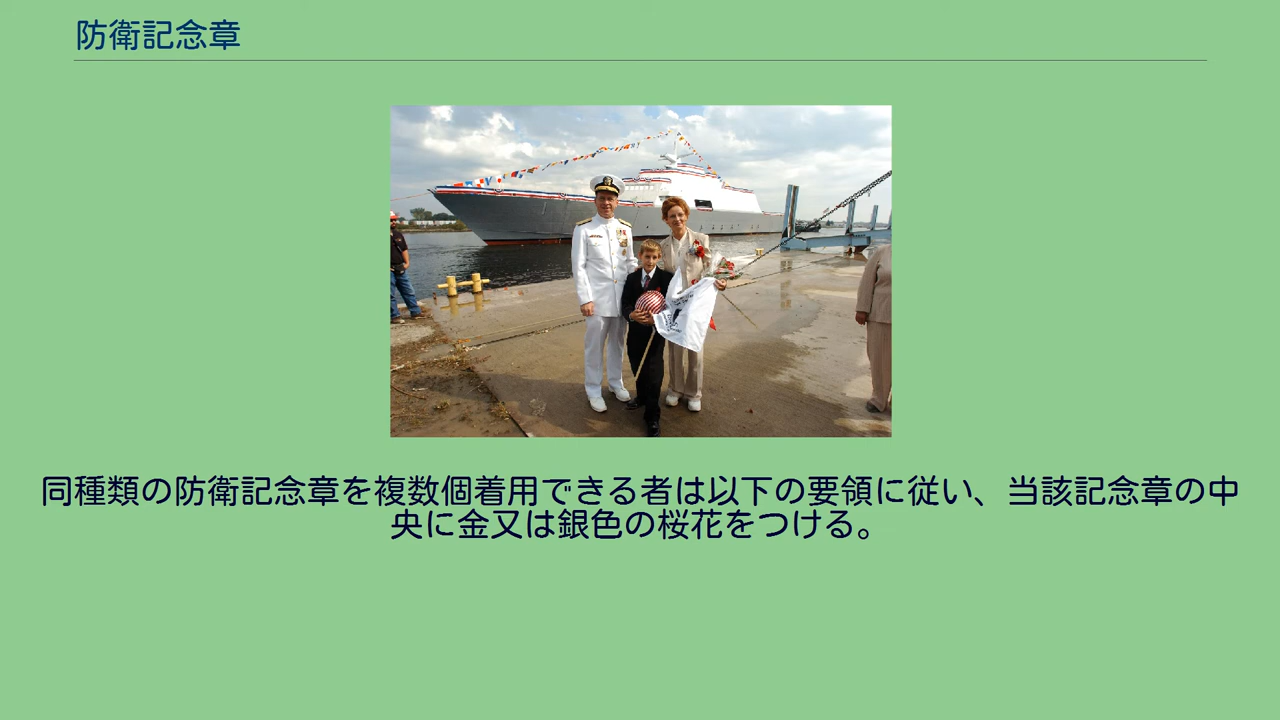 防衛記念章
同種類の防衛記念章を複数個着用できる者は以下の要領に従い、当該記念章の中
央に金又は銀色の桜花をつける。